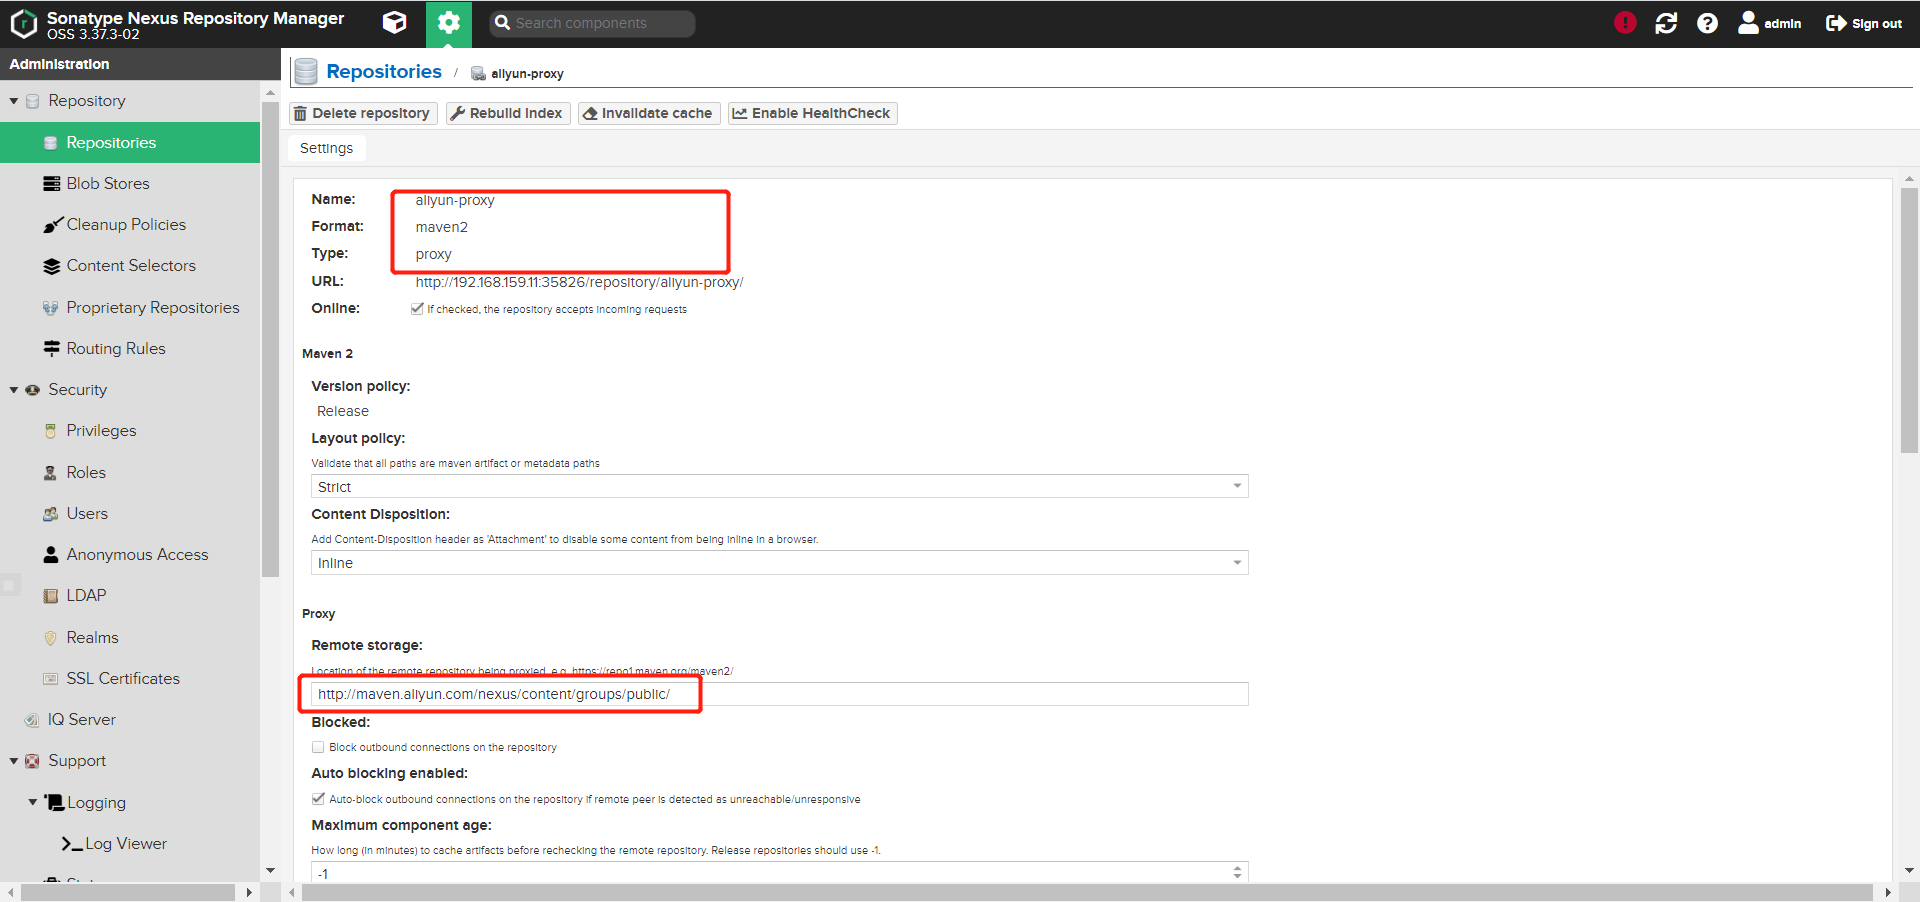 Sonatype Nexus Repository Manager
OSS 3.37.3-02
Search components
admin
Sign out
Administration
Repository
Repositories
Blob Stores
Cleanup Policies
Content Selectors
Proprietary Repositories
Routing Rules
Security
Privileges
Roles
Users
Anonymous Access
LDAP
Realms
SSL Certificates
IQ Server
Support
Logging
Log Viewer
Repositories / aliyun-proxy
Delete repository
Rebuild index
Invalidate cache
Enable HealthCheck
Settings
Name: aliyun-proxy
Format: maven2
Type: proxy
URL: http://192.168.159.11:35826/repository/aliyun-proxy/
Online: If checked, the repository accepts incoming requests
Maven 2
Version policy:
Release
Layout policy:
Validate that all paths are maven artifact or metadata paths
Strict
Content Disposition:
Add Content-Disposition header as 'Attachment' to disable some content from being inline in a browser.
Inline
Proxy
Remote storage:
Location of the remote repository being proxied, e.g. https://repo1.maven.org/maven2/
http://maven.aliyun.com/nexus/content/groups/public/
Blocked:
Block outbound connections on the repository
Auto blocking enabled:
Auto-block outbound connections on the repository if remote peer is detected as unreachable/unresponsive
Maximum component age:
How long (in minutes) to cache artifacts before rechecking the remote repository. Release repositories should use -1.
-1